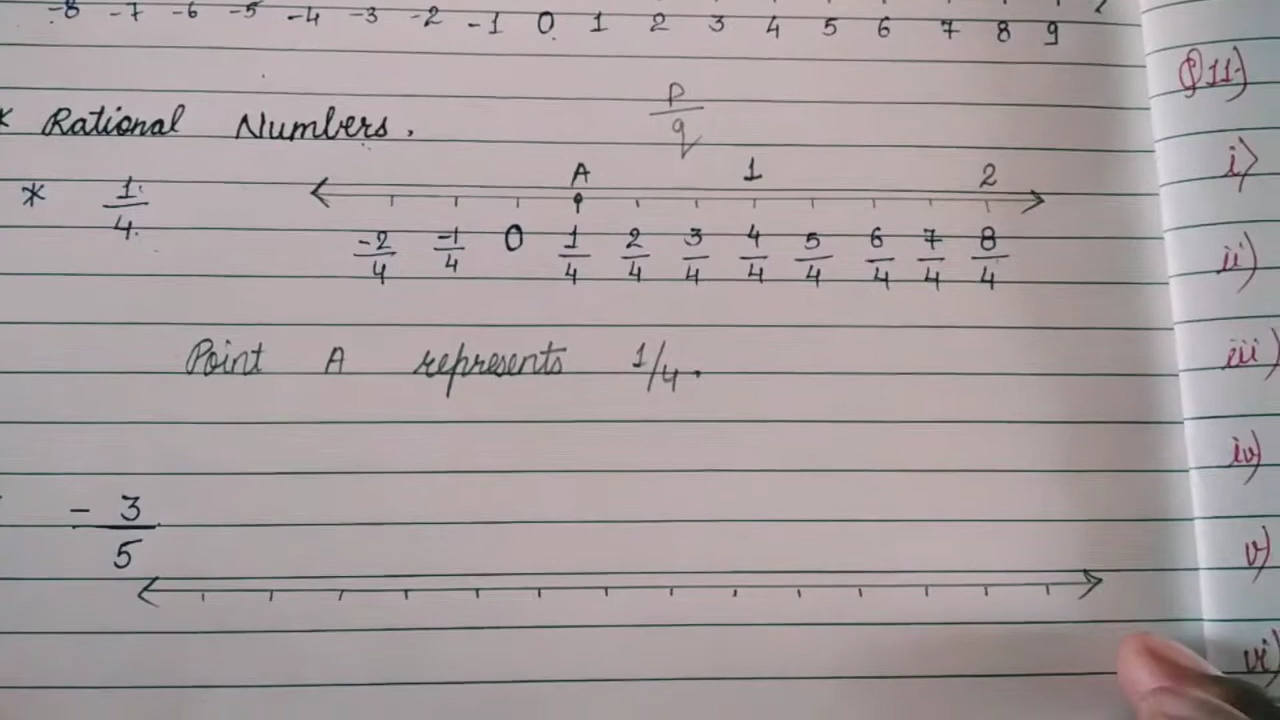 -8 -7 -6 -5 -4 -3 -2 -1 0 1 2 3 4 5 6 7 8 9
* Rational Numbers.
p/q
* 1/4
A 1 2
-2/4 -1/4 0 1/4 2/4 3/4 4/4 5/4 6/4 7/4 8/4
Point A represents 1/4.
- 3/5
Q11)
i)
ii)
iii)
iv)
v)
vi)